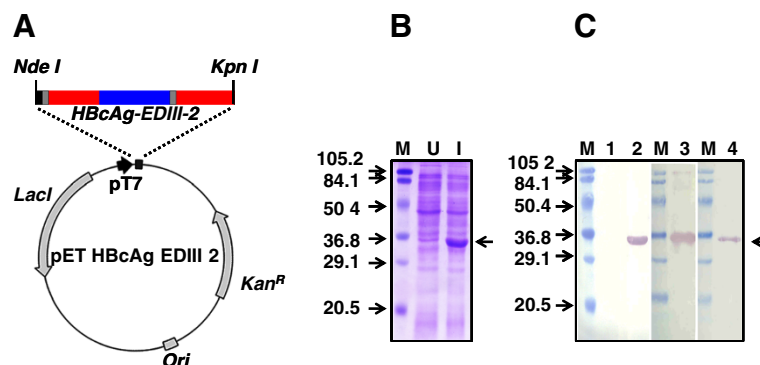 A
Nde I Kpn I
HBcAg-EDIII-2
LacI
pT7
pET HBcAg EDIII 2
KanR
Ori
B
M U I
105.2
84.1
50 4
36.8
29.1
20.5
C
M 1 2 M 3 M 4
105 2
84.1
50.4
36.8
29.1
20.5